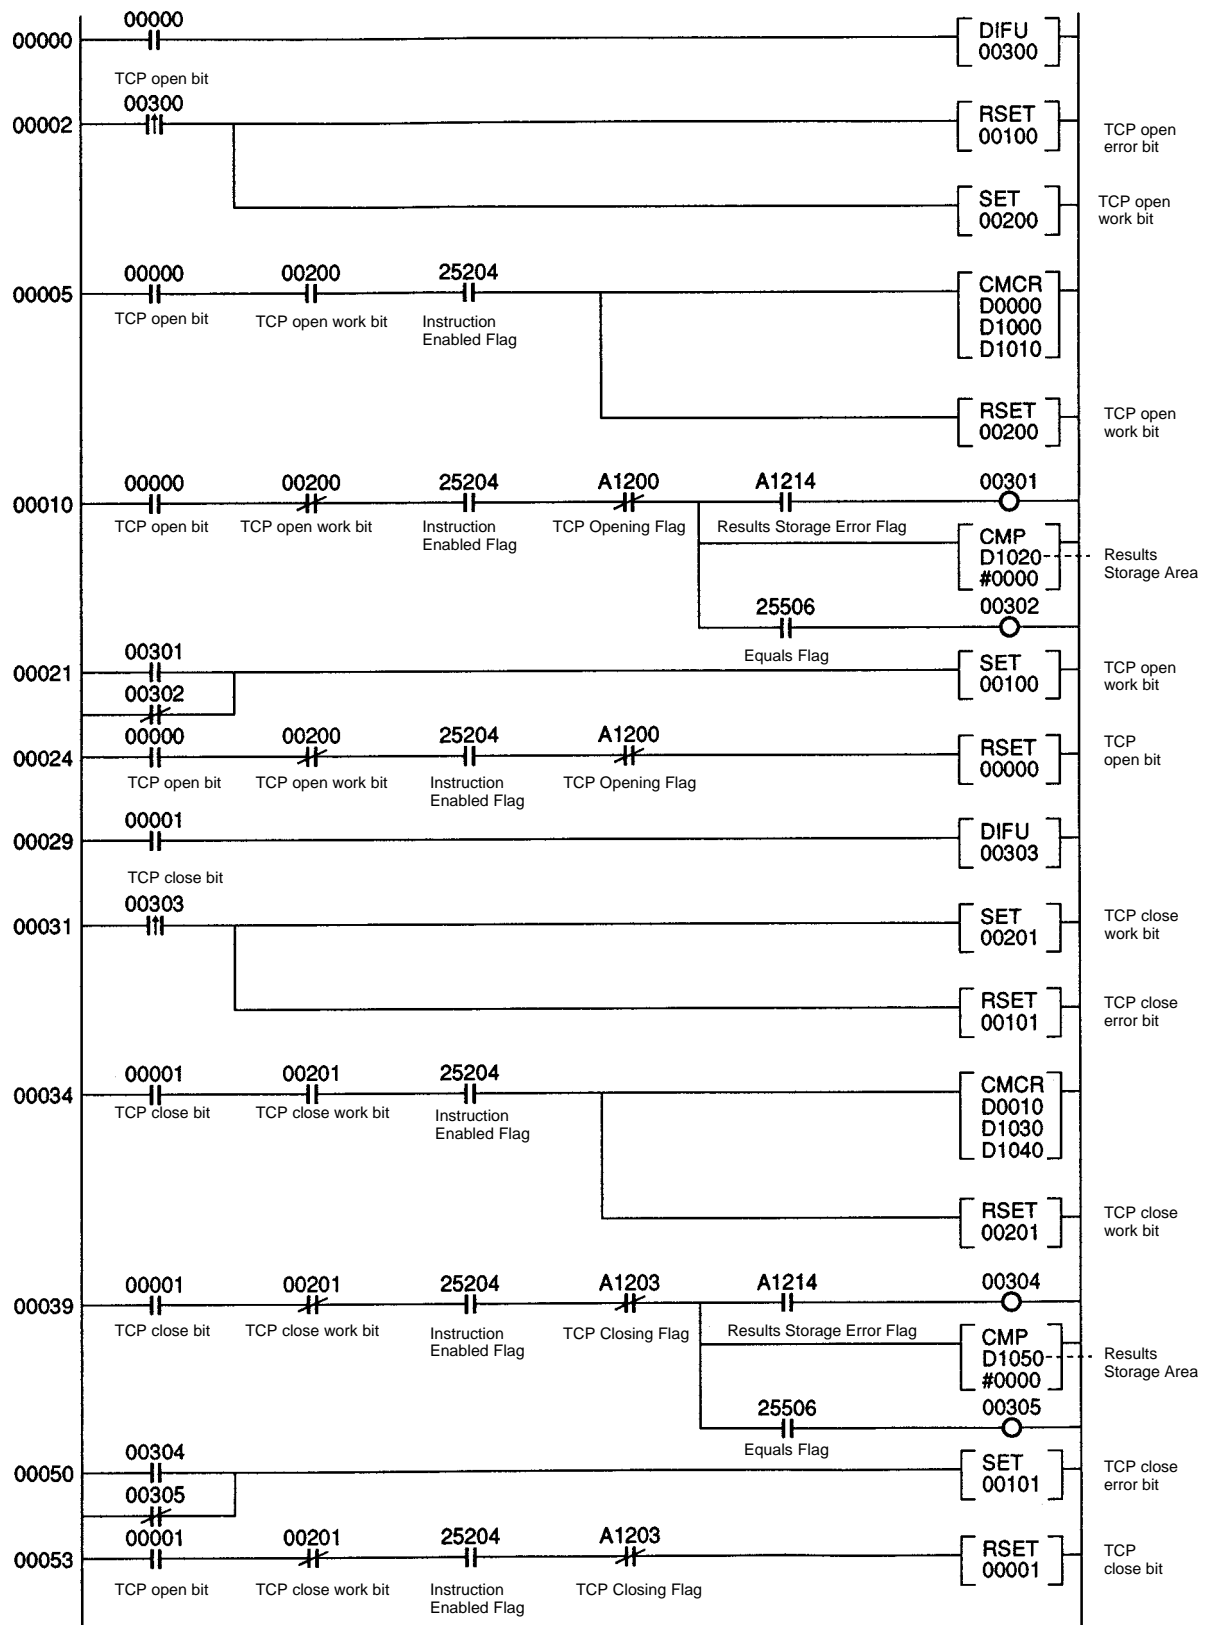 00000
00000
DIFU
00300
TCP open bit
00300
00002
RSET
00100
TCP open
error bit
SET
00200
TCP open
work bit
00000
00200
25204
00005
CMCR
D0000
D1000
D1010
TCP open bit
TCP open work bit
Instruction
Enabled Flag
RSET
00200
TCP open
work bit
00000
00200
25204
A1200
A1214
00301
00010
TCP open bit
TCP open work bit
Instruction
Enabled Flag
TCP Opening Flag
Results Storage Error Flag
CMP
D1020
#0000
Results
Storage Area
25506
00302
Equals Flag
00301
00021
SET
00100
TCP open
work bit
00302
00000
00200
25204
A1200
00024
RSET
00000
TCP
open bit
TCP open bit
TCP open work bit
Instruction
Enabled Flag
TCP Opening Flag
00001
00029
DIFU
00303
TCP close bit
00303
00031
SET
00201
TCP close
work bit
RSET
00101
TCP close
error bit
00001
00201
25204
00034
CMCR
D0010
D1030
D1040
TCP close bit
TCP close work bit
Instruction
Enabled Flag
RSET
00201
TCP close
work bit
00001
00201
25204
A1203
A1214
00304
00039
TCP close bit
TCP close work bit
Instruction
Enabled Flag
TCP Closing Flag
Results Storage Error Flag
CMP
D1050
#0000
Results
Storage Area
25506
00305
Equals Flag
00304
00050
SET
00101
TCP close
error bit
00305
00001
00201
25204
A1203
00053
RSET
00001
TCP
close bit
TCP open bit
TCP close work bit
Instruction
Enabled Flag
TCP Closing Flag